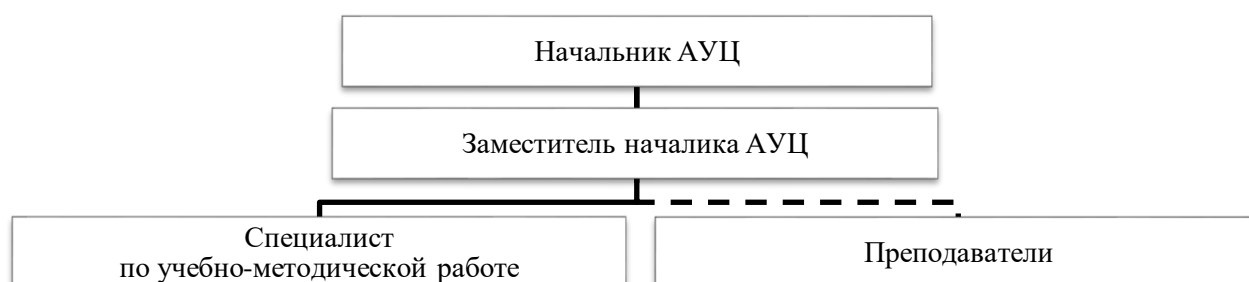 Начальник АУЦ
Заместитель началика АУЦ
Специалист
по учебно-методической работе
Преподаватели